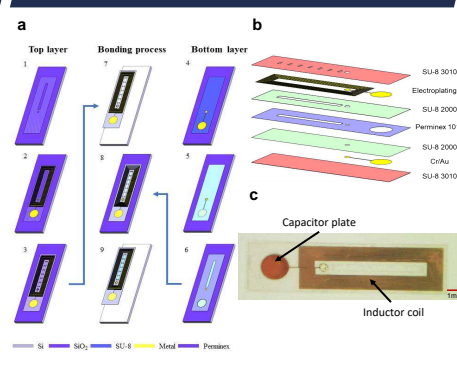 a
Top layer
Bonding process
Bottom layer
1
7
4
2
8
5
3
9
6
Si
SiO₂
SU-8
Metal
Perminex
b
SU-8 3010
Electroplating
SU-8 2000
Perminex 10
SU-8 2000
Cr/Au
SU-8 3010
c
Capacitor plate
Inductor coil
1m